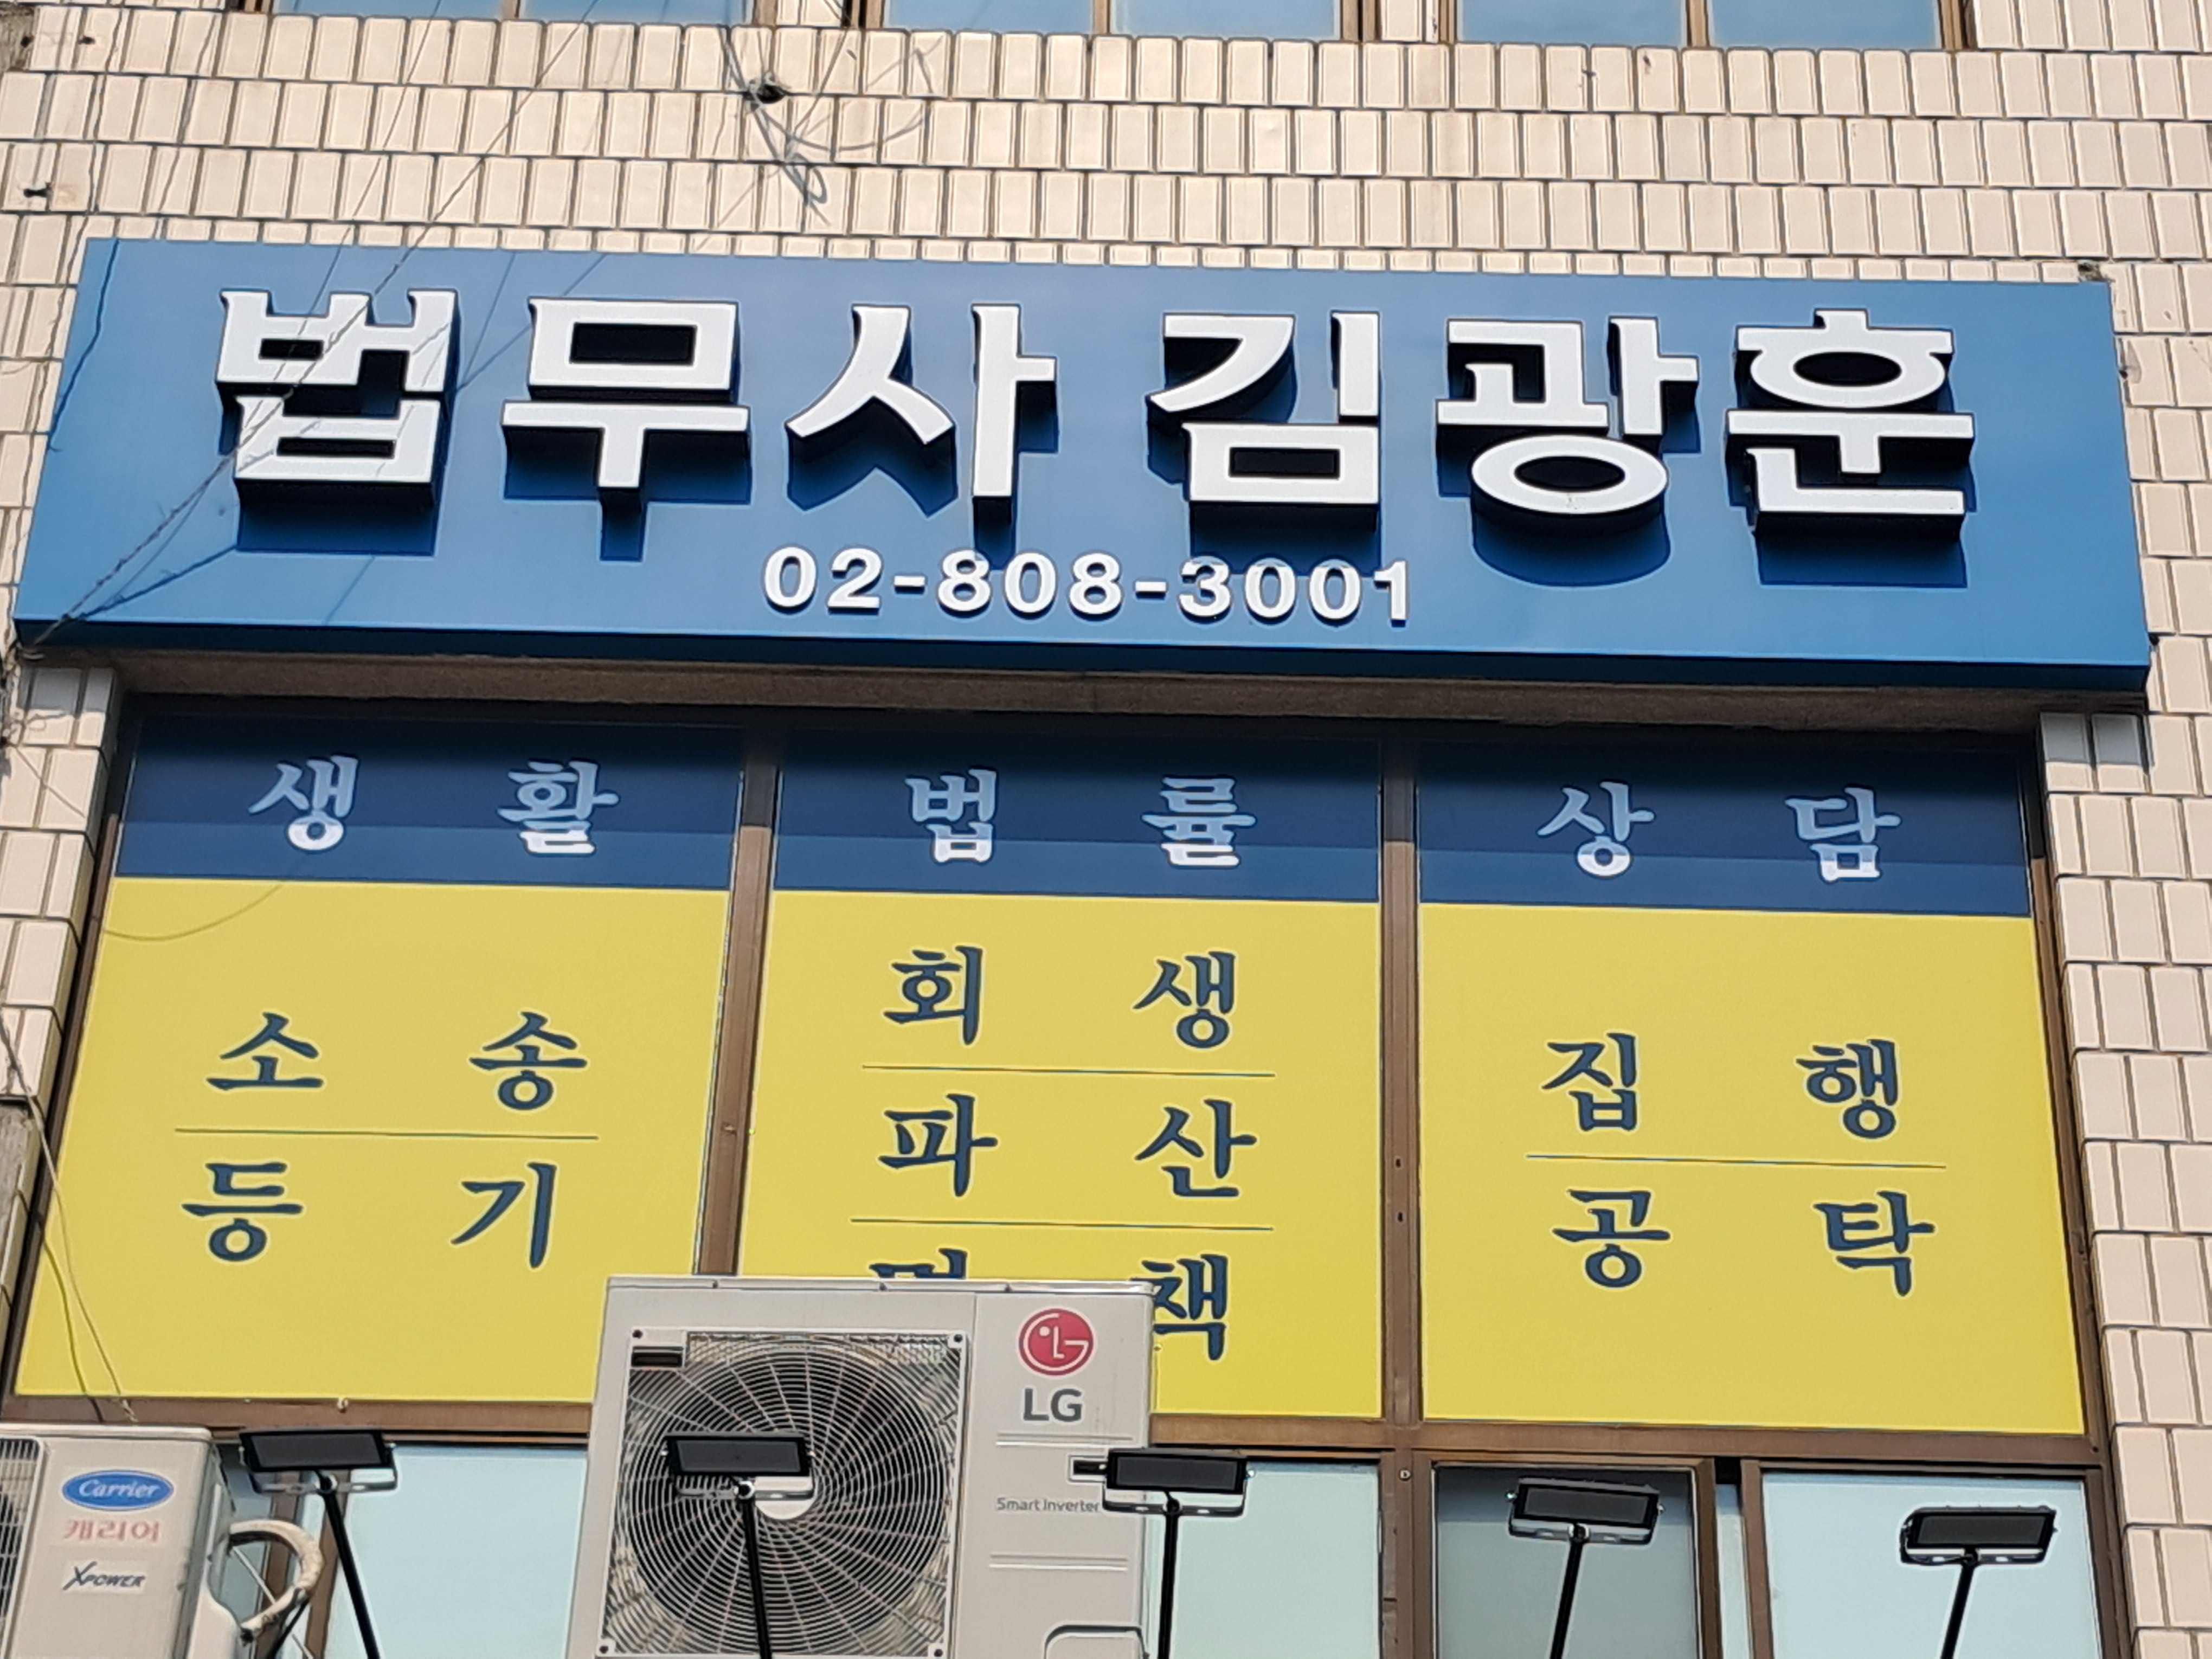 법무사 김광훈
02-808-3001
생활 법률 상담
소송
등기
회생
파산
책
집행
공탁
LG
Smart Inverter
Carrier
캐리어
XPOWER